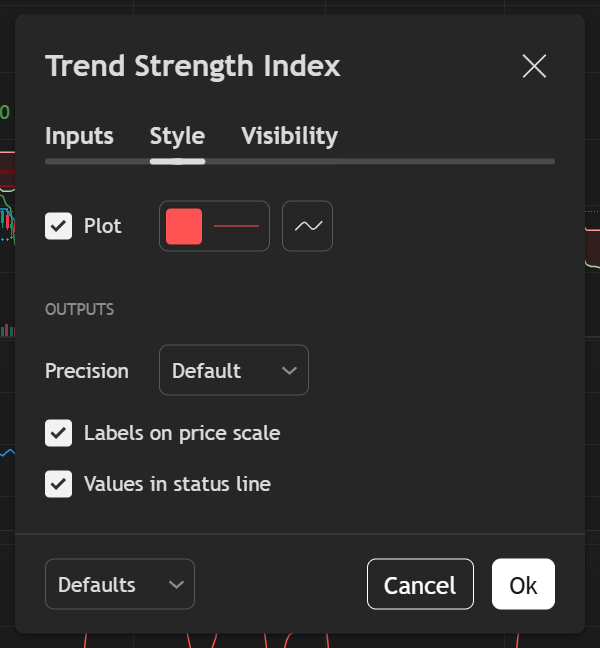 Trend Strength Index
Inputs Style Visibility
0
Plot
OUTPUTS
Precision Default
Labels on price scale
Values in status line
Defaults Cancel Ok